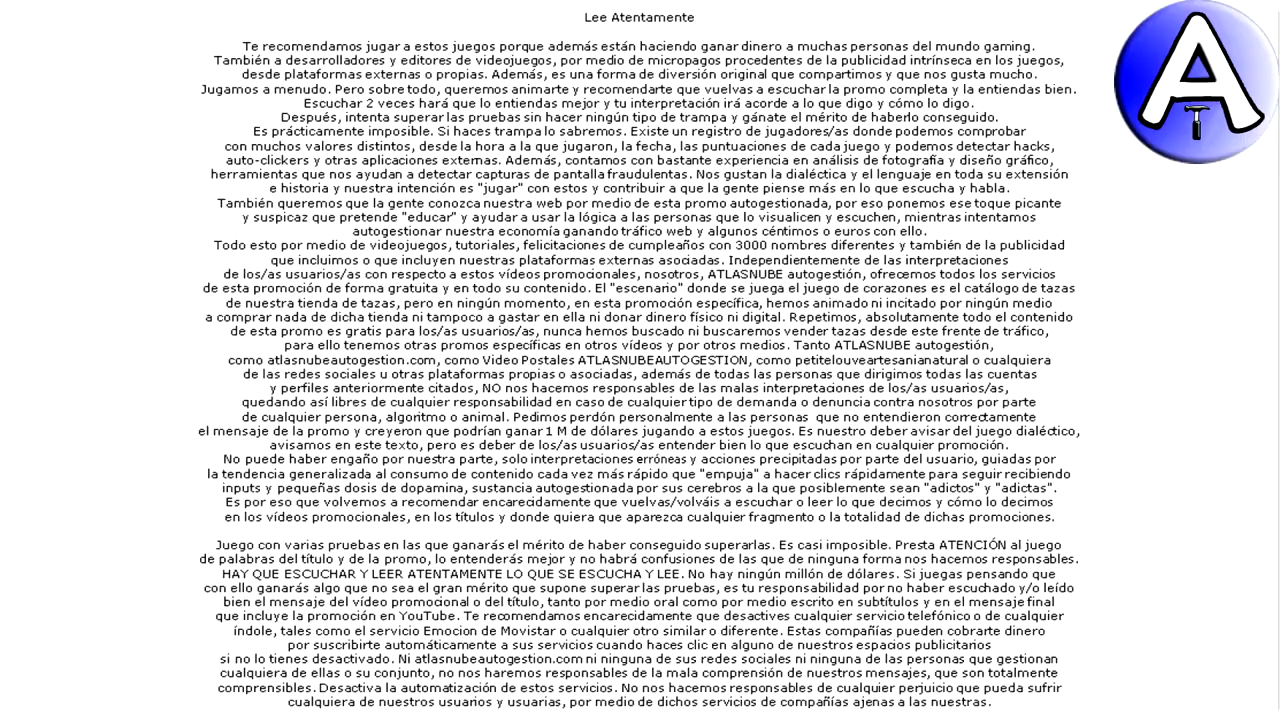 Lee Atentamente
Te recomendamos jugar a estos juegos porque además están haciendo ganar dinero a muchas personas del mundo gaming.
También a desarrolladores y editores de videojuegos, por medio de micropagos procedentes de la publicidad intrínseca en los juegos,
desde plataformas externas o propias. Además, es una forma de diversión original que compartimos y que nos gusta mucho.
Jugamos a menudo. Pero sobre todo, queremos animarte y recomendarte que vuelvas a escuchar la promo completa y la entiendas bien.
Escuchar 2 veces hará que lo entiendas mejor y tu interpretación irá acorde a lo que digo y cómo lo digo.
Después, intenta superar las pruebas sin hacer ningún tipo de trampa y gánate el mérito de haberlo conseguido.
Es prácticamente imposible. Si haces trampa lo sabremos. Existe un registro de jugadores/as donde podemos comprobar
con muchos valores distintos, desde la hora a la que jugaron, la fecha, las puntuaciones de cada juego y podemos detectar hacks,
auto-clickers y otras aplicaciones externas. Además, contamos con bastante experiencia en análisis de fotografía y diseño gráfico,
herramientas que nos ayudan a detectar capturas de pantalla fraudulentas. Nos gustan la dialéctica y el lenguaje en toda su extensión
e historia y nuestra intención es "jugar" con estos y contribuir a que la gente piense más en lo que escucha y habla.
También queremos que la gente conozca nuestra web por medio de esta promo autogestionada, por eso ponemos ese toque picante
y suspicaz que pretende "educar" y ayudar a usar la lógica a las personas que lo visualicen y escuchen, mientras intentamos
autogestionar nuestra economía ganando tráfico web y algunos céntimos o euros con ello.
Todo esto por medio de videojuegos, tutoriales, felicitaciones de cumpleaños con 3000 nombres diferentes y también de la publicidad
que incluimos o que incluyen nuestras plataformas externas asociadas. Independientemente de las interpretaciones
de los/as usuarios/as con respecto a estos vídeos promocionales, nosotros, ATLASNUBE autogestión, ofrecemos todos los servicios
de esta promoción de forma gratuita y en todo su contenido. El "escenario" donde se juega el juego de corazones es el catálogo de tazas
de nuestra tienda de tazas, pero en ningún momento, en esta promoción específica, hemos animado ni incitado por ningún medio
a comprar nada de dicha tienda ni tampoco a gastar en ella ni donar dinero físico ni digital. Repetimos, absolutamente todo el contenido
de esta promo es gratis para los/as usuarios/as, nunca hemos buscado ni buscaremos vender tazas desde este frente de tráfico,
para ello tenemos otras promos específicas en otros vídeos y por otros medios. Tanto ATLASNUBE autogestión,
como atlasnubeautogestion.com, como Video Postales ATLASNUBEAUTOGESTION, como petitelouveartesanianatural o cualquiera
de las redes sociales u otras plataformas propias o asociadas, además de todas las personas que dirigimos todas las cuentas
y perfiles anteriormente citados, NO nos hacemos responsables de las malas interpretaciones de los/as usuarios/as,
quedando así libres de cualquier responsabilidad en caso de cualquier tipo de demanda o denuncia contra nosotros por parte
de cualquier persona, algoritmo o animal. Pedimos perdón personalmente a las personas que no entendieron correctamente
el mensaje de la promo y creyeron que podrían ganar 1 M de dólares jugando a estos juegos. Es nuestro deber avisar del juego dialéctico,
avisamos en este texto, pero es deber de los/as usuarios/as entender bien lo que escuchan en cualquier promoción.
No puede haber engaño por nuestra parte, solo interpretaciones erróneas y acciones precipitadas por parte del usuario, guiadas por
la tendencia generalizada al consumo de contenido cada vez más rápido que "empuja" a hacer clics rápidamente para seguir recibiendo
inputs y pequeñas dosis de dopamina, sustancia autogestionada por sus cerebros a la que posiblemente sean "adictos" y "adictas".
Es por eso que volvemos a recomendar encarecidamente que vuelvas/volváis a escuchar o leer lo que decimos y cómo lo decimos
en los vídeos promocionales, en los títulos y donde quiera que aparezca cualquier fragmento o la totalidad de dichas promociones.
Juego con varias pruebas en las que ganarás el mérito de haber conseguido superarlas. Es casi imposible. Presta ATENCIÓN al juego
de palabras del título y de la promo, lo entenderás mejor y no habrá confusiones de las que de ninguna forma nos hacemos responsables.
HAY QUE ESCUCHAR Y LEER ATENTAMENTE LO QUE SE ESCUCHA Y LEE. No hay ningún millón de dólares. Si juegas pensando que
con ello ganarás algo que no sea el gran mérito que supone superar las pruebas, es tu responsabilidad por no haber escuchado y/o leído
bien el mensaje del vídeo promocional o del título, tanto por medio oral como por medio escrito en subtítulos y en el mensaje final
que incluye la promoción en YouTube. Te recomendamos encarecidamente que desactives cualquier servicio telefónico o de cualquier
índole, tales como el servicio Emocion de Movistar o cualquier otro similar o diferente. Estas compañías pueden cobrarte dinero
por suscribirte automáticamente a sus servicios cuando haces clic en alguno de nuestros espacios publicitarios
si no lo tienes desactivado. Ni atlasnubeautogestion.com ni ninguna de sus redes sociales ni ninguna de las personas que gestionan
cualquiera de ellas o su conjunto, no nos haremos responsables de la mala comprensión de nuestros mensajes, que son totalmente
comprensibles. Desactiva la automatización de estos servicios. No nos hacemos responsables de cualquier perjuicio que pueda sufrir
cualquiera de nuestros usuarios y usuarias, por medio de dichos servicios de compañías ajenas a las nuestras.
A